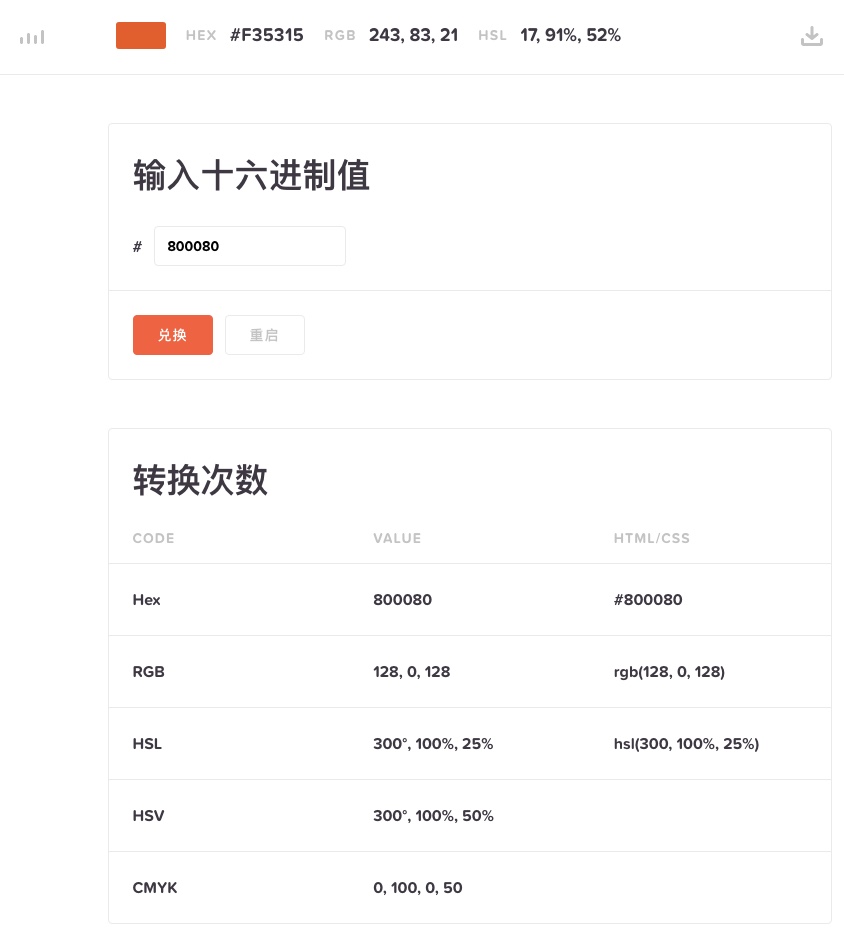 HEX #F35315 RGB 243, 83, 21 HSL 17, 91%, 52%
输入十六进制值
# 800080
兑换 重启
转换次数
CODE VALUE HTML/CSS
Hex 800080 #800080
RGB 128, 0, 128 rgb(128, 0, 128)
HSL 300°, 100%, 25% hsl(300, 100%, 25%)
HSV 300°, 100%, 50%
CMYK 0, 100, 0, 50